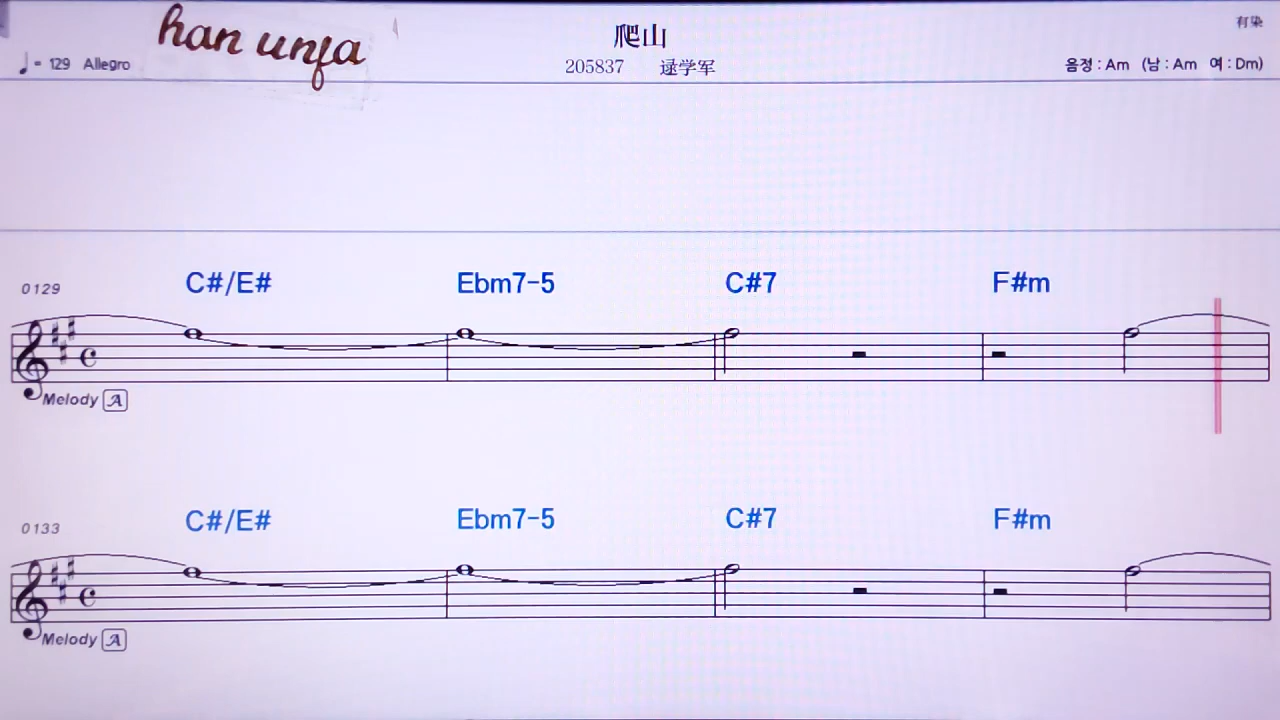 han unja
爬山
有染
♩= 129 Allegro
205837 逯学军
음정 : Am (남 : Am 여 : Dm)
0129
C#/E# Ebm7-5 C#7 F#m
Melody A
0133
C#/E# Ebm7-5 C#7 F#m
Melody A